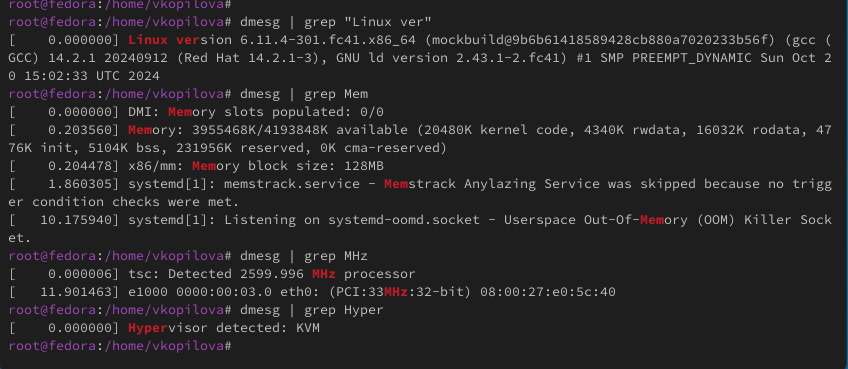 root@fedora:/home/vkopilova#
root@fedora:/home/vkopilova# dmesg | grep "Linux ver"
[    0.000000] Linux version 6.11.4-301.fc41.x86_64 (mockbuild@9b6b61418589428cb880a7020233b56f) (gcc (
GCC) 14.2.1 20240912 (Red Hat 14.2.1-3), GNU ld version 2.43.1-2.fc41) #1 SMP PREEMPT_DYNAMIC Sun Oct 2
0 15:02:33 UTC 2024
root@fedora:/home/vkopilova# dmesg | grep Mem
[    0.000000] DMI: Memory slots populated: 0/0
[    0.203560] Memory: 3955468K/4193848K available (20480K kernel code, 4340K rwdata, 16032K rodata, 47
76K init, 5104K bss, 231956K reserved, 0K cma-reserved)
[    0.204478] x86/mm: Memory block size: 128MB
[    1.860305] systemd[1]: memstrack.service - Memstrack Anylazing Service was skipped because no trigg
er condition checks were met.
[   10.175940] systemd[1]: Listening on systemd-oomd.socket - Userspace Out-Of-Memory (OOM) Killer Sock
et.
root@fedora:/home/vkopilova# dmesg | grep MHz
[    0.000006] tsc: Detected 2599.996 MHz processor
[   11.901463] e1000 0000:00:03.0 eth0: (PCI:33MHz:32-bit) 08:00:27:e0:5c:40
root@fedora:/home/vkopilova# dmesg | grep Hyper
[    0.000000] Hypervisor detected: KVM
root@fedora:/home/vkopilova#